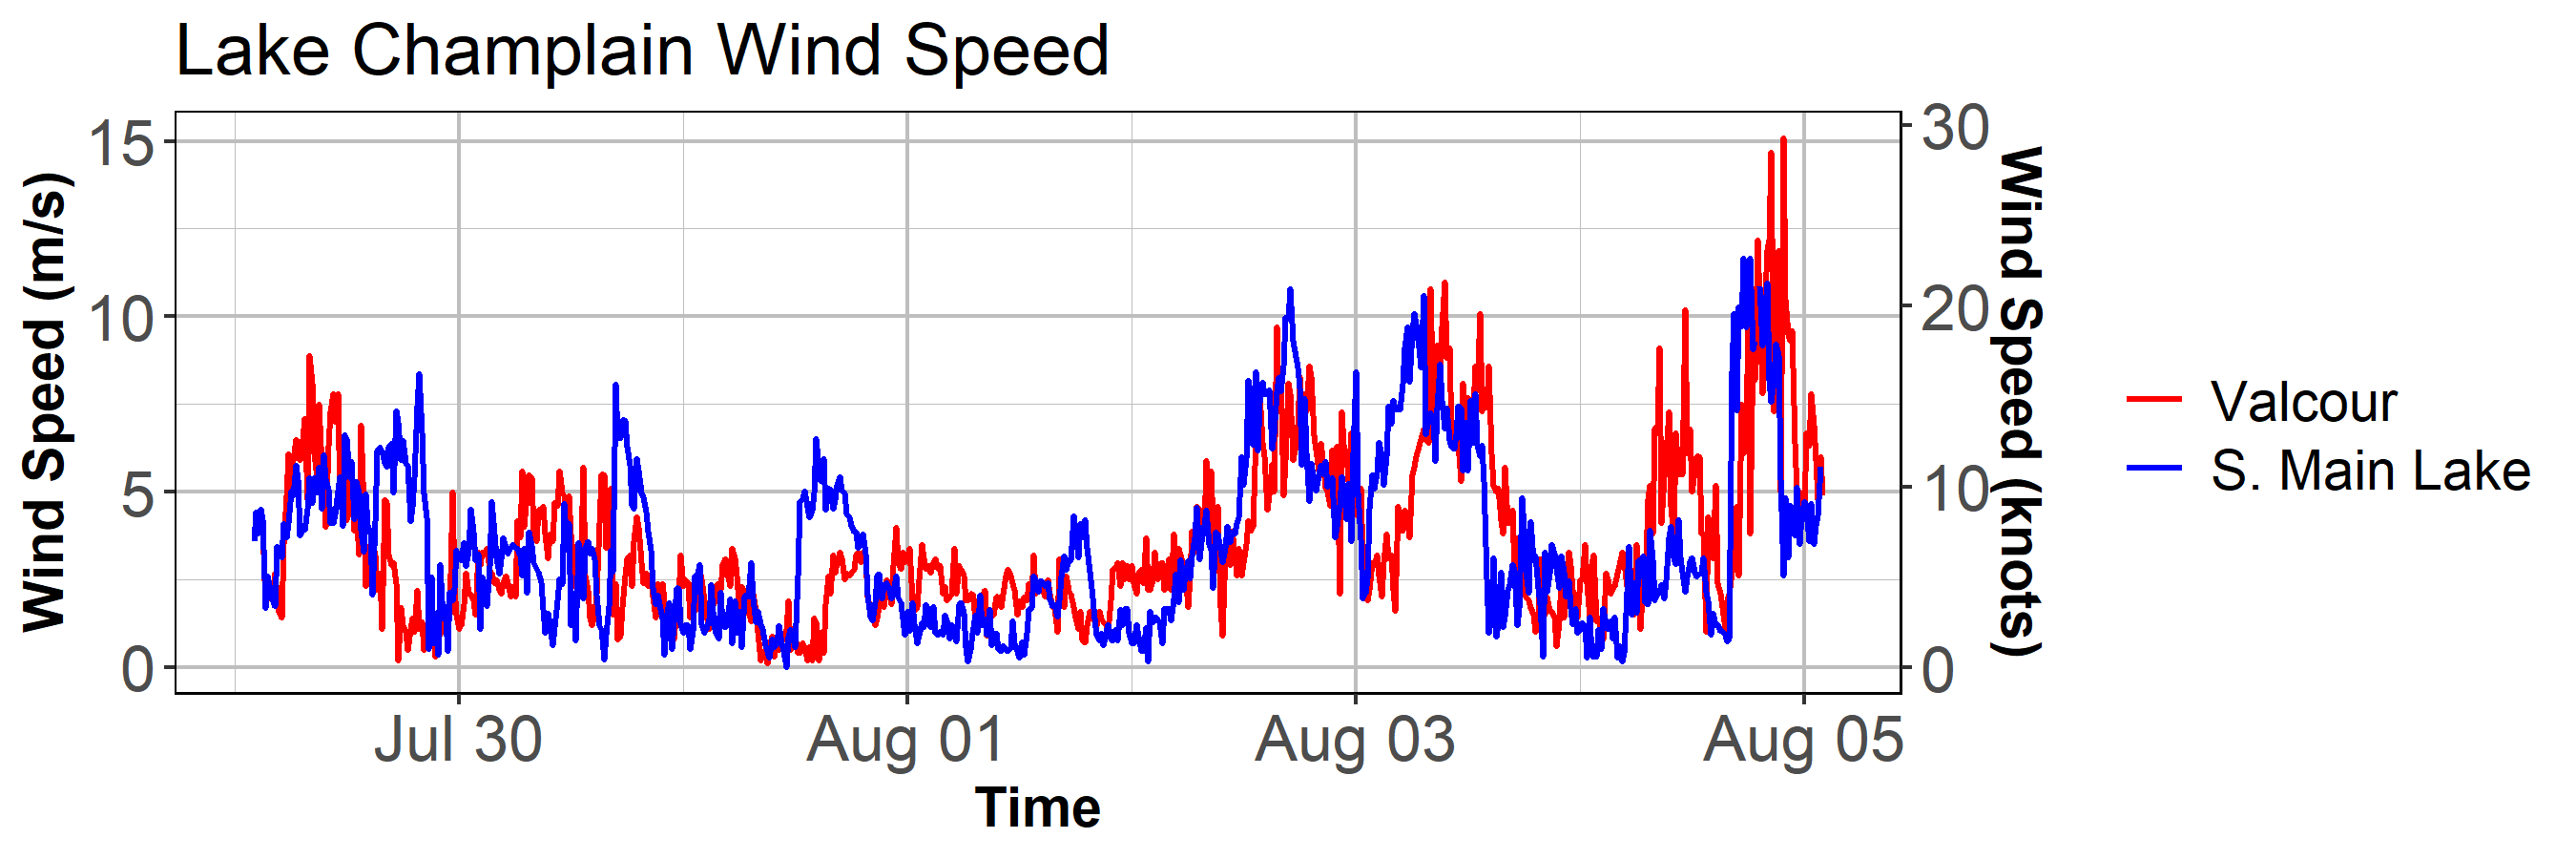 Lake Champlain Wind Speed
Wind Speed (m/s)
15
10
5
0
30
20
10
0
Wind Speed (knots)
Jul 30
Aug 01
Aug 03
Aug 05
Time
Valcour
S. Main Lake